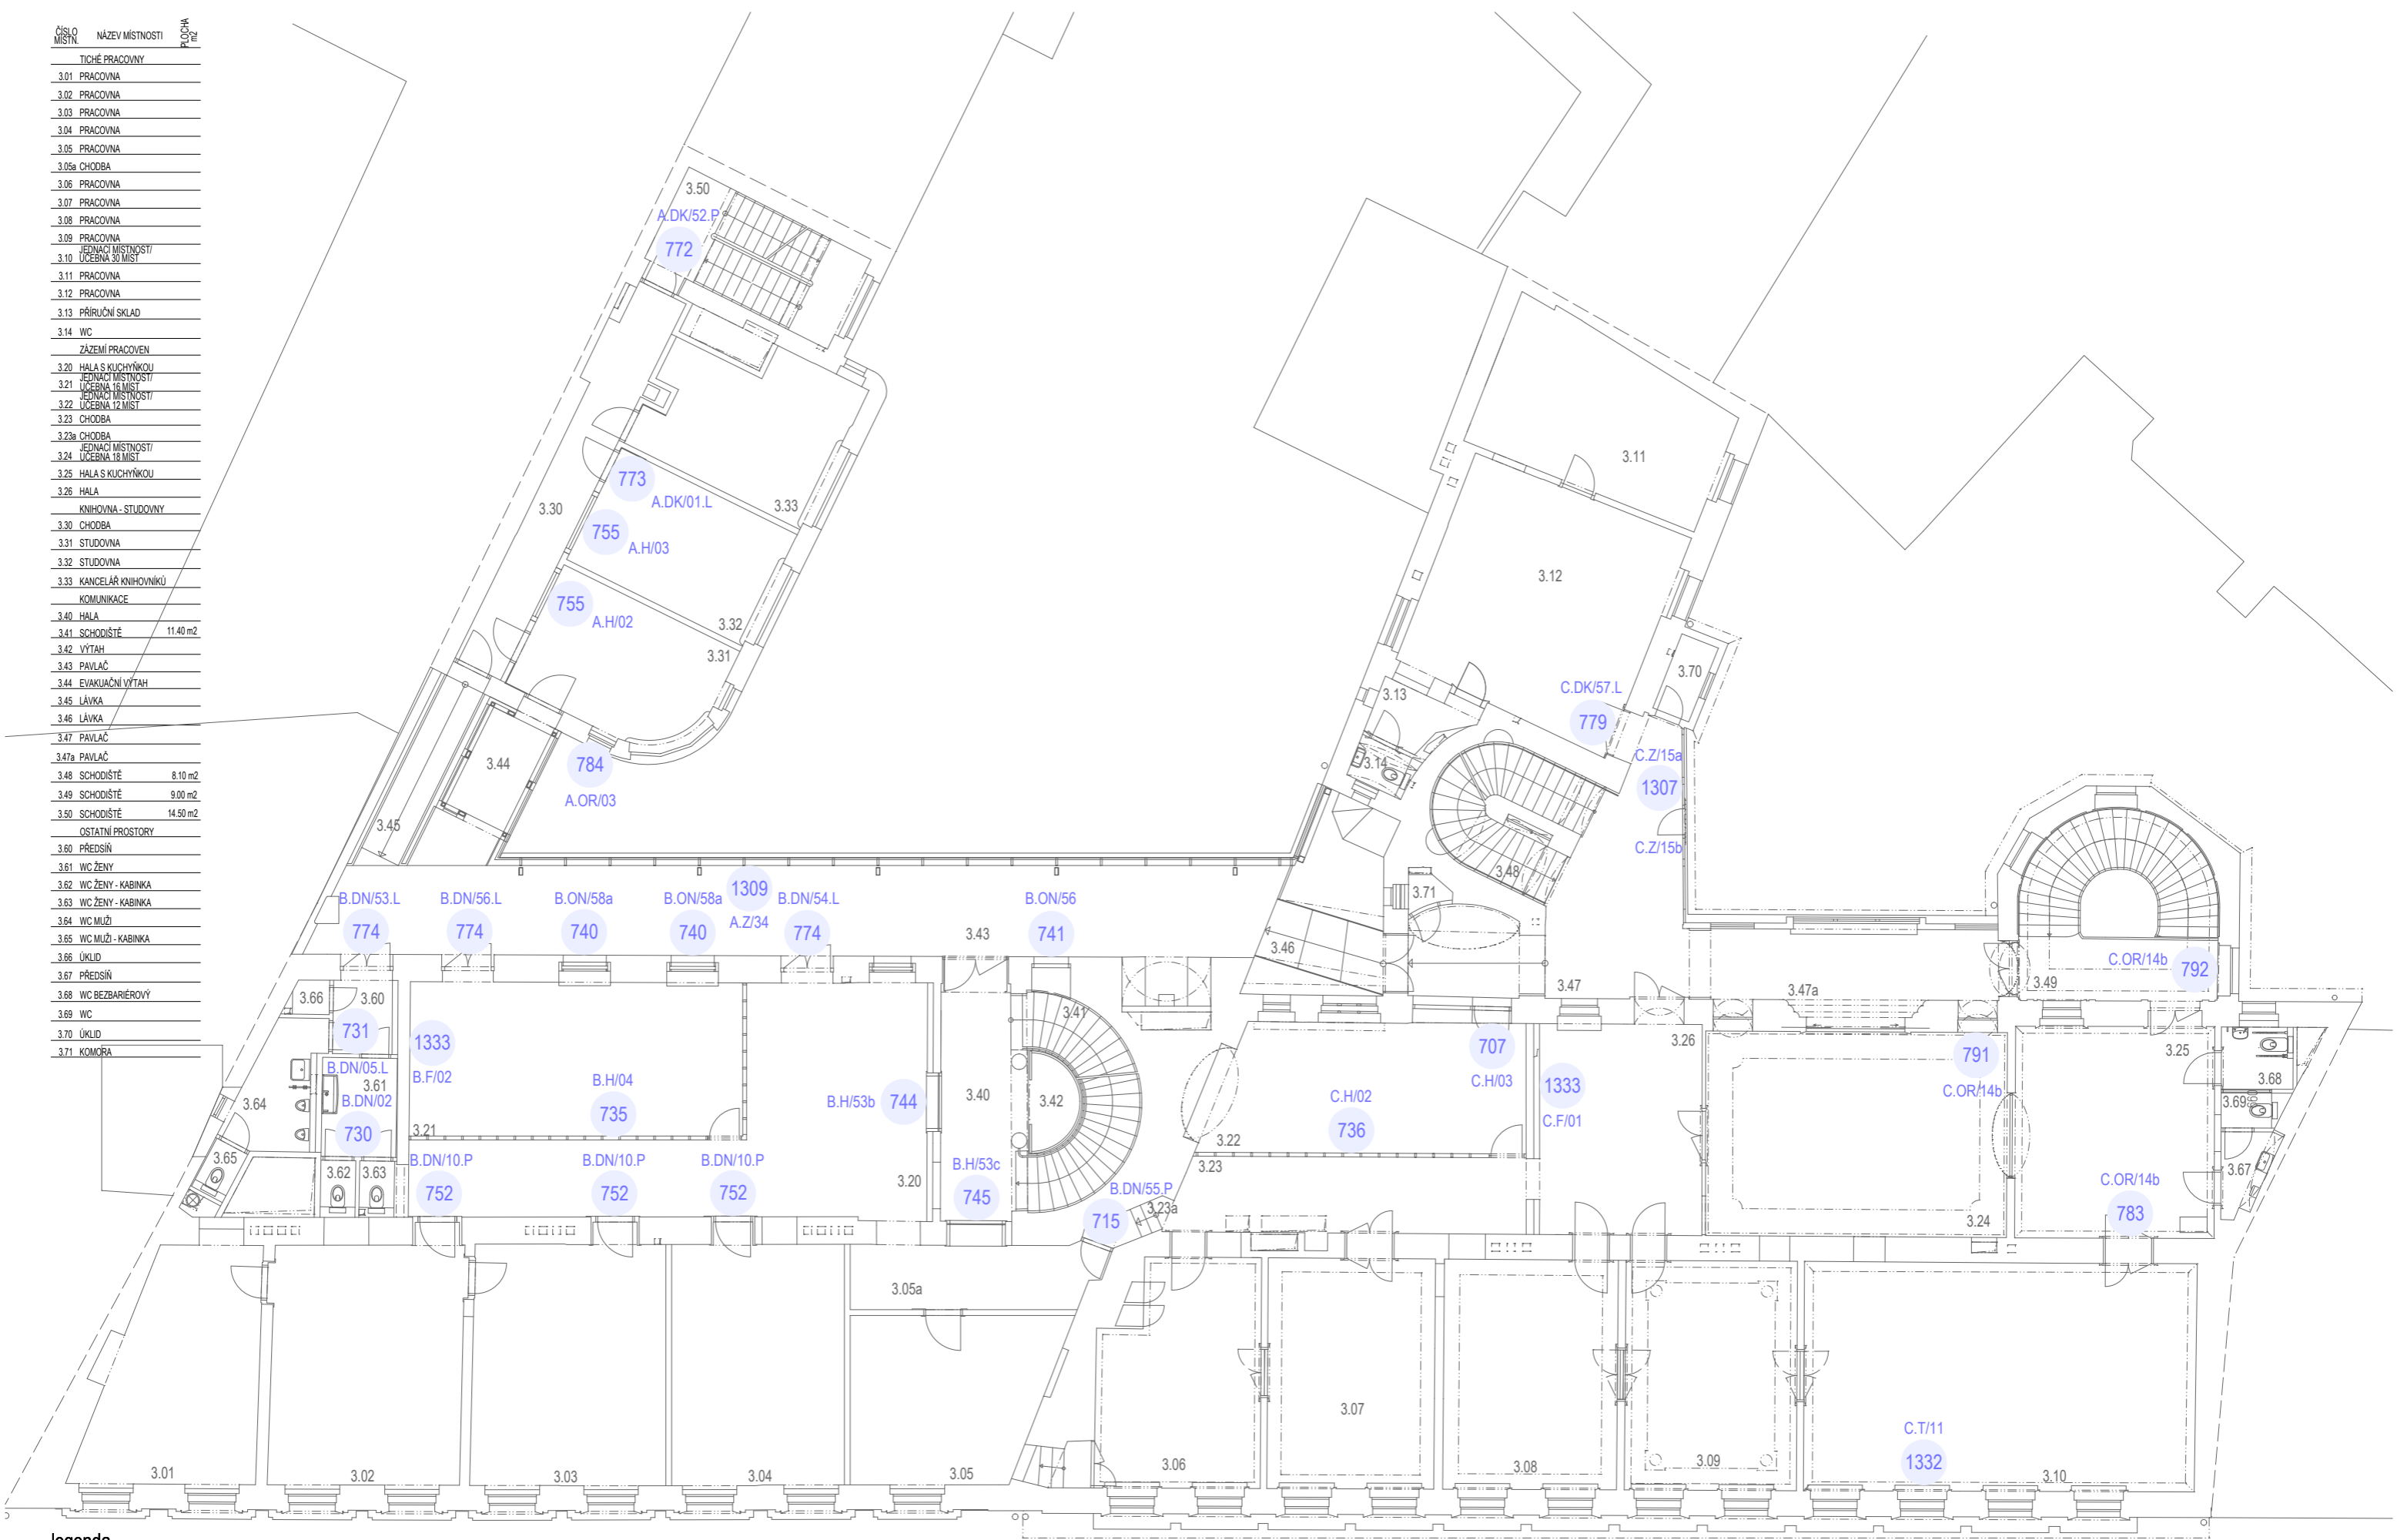 ČÍSLO MÍSTN. NÁZEV MÍSTNOSTI PLOCHA m2
TICHÉ PRACOVNY
3.01 PRACOVNA
3.02 PRACOVNA
3.03 PRACOVNA
3.04 PRACOVNA
3.05 PRACOVNA
3.05a CHODBA
3.06 PRACOVNA
3.07 PRACOVNA
3.08 PRACOVNA
3.09 PRACOVNA
3.10 JEDNACÍ MÍSTNOST/ UČEBNA 30 MÍST
3.11 PRACOVNA
3.12 PRACOVNA
3.13 PŘÍRUČNÍ SKLAD
3.14 WC
ZÁZEMÍ PRACOVEN
3.20 HALA S KUCHYŇKOU
3.21 JEDNACÍ MÍSTNOST/ UČEBNA 16 MÍST
3.22 JEDNACÍ MÍSTNOST/ UČEBNA 12 MÍST
3.23 CHODBA
3.23a CHODBA
3.24 JEDNACÍ MÍSTNOST/ UČEBNA 18 MÍST
3.25 HALA S KUCHYŇKOU
3.26 HALA
KNIHOVNA - STUDOVNY
3.30 CHODBA
3.31 STUDOVNA
3.32 STUDOVNA
3.33 KANCELÁŘ KNIHOVNÍKŮ
KOMUNIKACE
3.40 HALA
3.41 SCHODIŠTĚ 11.40 m2
3.42 VÝTAH
3.43 PAVLAČ
3.44 EVAKUAČNÍ VÝTAH
3.45 LÁVKA
3.46 LÁVKA
3.47 PAVLAČ
3.47a PAVLAČ
3.48 SCHODIŠTĚ 8.10 m2
3.49 SCHODIŠTĚ 9.00 m2
3.50 SCHODIŠTĚ 14.50 m2
OSTATNÍ PROSTORY
3.60 PŘEDSÍŇ
3.61 WC ŽENY
3.62 WC ŽENY - KABINKA
3.63 WC ŽENY - KABINKA
3.64 WC MUŽI
3.65 WC MUŽI - KABINKA
3.66 ÚKLID
3.67 PŘEDSÍŇ
3.68 WC BEZBARIÉROVÝ
3.69 WC
3.70 ÚKLID
3.71 KOMORA
3.50
A.DK/52.P
772
773
A.DK/01.L
3.33
3.30
755
A.H/03
755
A.H/02
3.32
3.31
3.44
784
A.OR/03
3.45
3.11
3.12
3.70
3.13
C.DK/57.L
779
3.14
C.Z/15a
1307
C.Z/15b
3.48
3.71
3.46
3.47
3.47a
3.49
C.OR/14b
792
B.DN/53.L
774
B.DN/56.L
774
B.ON/58a
740
B.ON/58a
740
1309
A.Z/34
B.DN/54.L
774
3.43
B.ON/56
741
3.66
3.60
731
B.DN/05.L
3.61
B.DN/02
730
3.64
3.65
3.62
3.63
1333
B.F/02
B.H/04
735
3.21
B.DN/10.P
752
B.DN/10.P
752
B.DN/10.P
752
B.H/53b
744
3.20
3.40
3.41
3.42
B.H/53c
745
B.DN/55.P
715
3.23a
3.22
3.23
C.H/02
736
707
C.H/03
1333
C.F/01
3.26
791
C.OR/14b
3.24
3.25
3.68
3.69
3.67
C.OR/14b
783
3.01
3.02
3.03
3.04
3.05a
3.05
3.06
3.07
3.08
3.09
C.T/11
1332
3.10
legenda